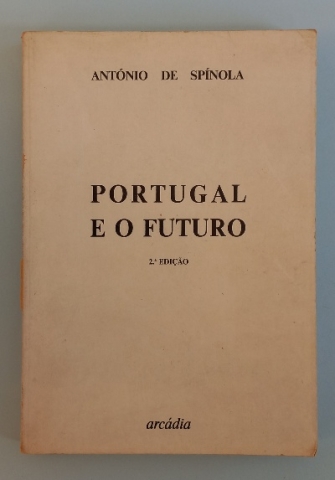 ANTÓNIO DE SPÍNOLA
PORTUGAL
E O FUTURO
2.ª EDIÇÃO
arcádia